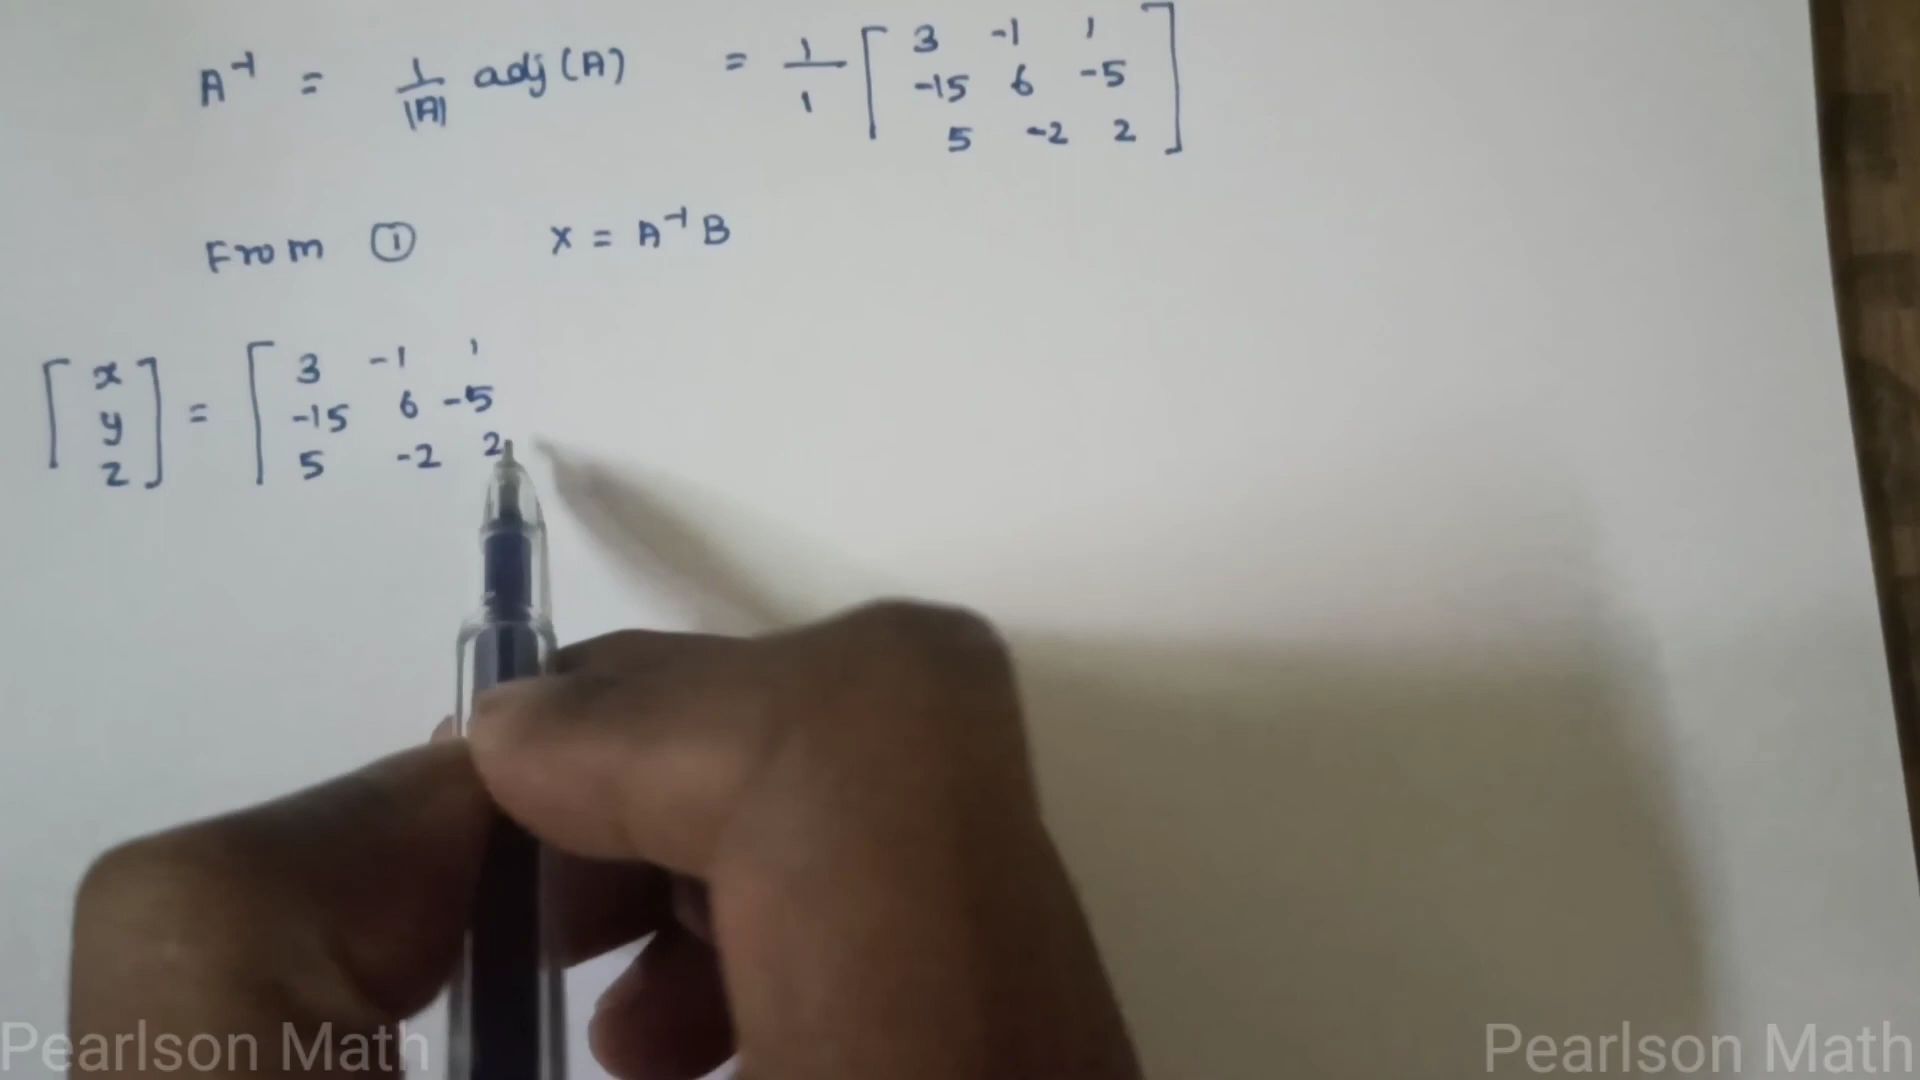 A⁻¹ = 1/|A| adj(A) = 1/1 [3 -1 1
-15 6 -5
5 -2 2]
From ① X = A⁻¹B
[x y z] = [3 -1 1
-15 6 -5
5 -2 2
Pearlson Math
Pearlson Math